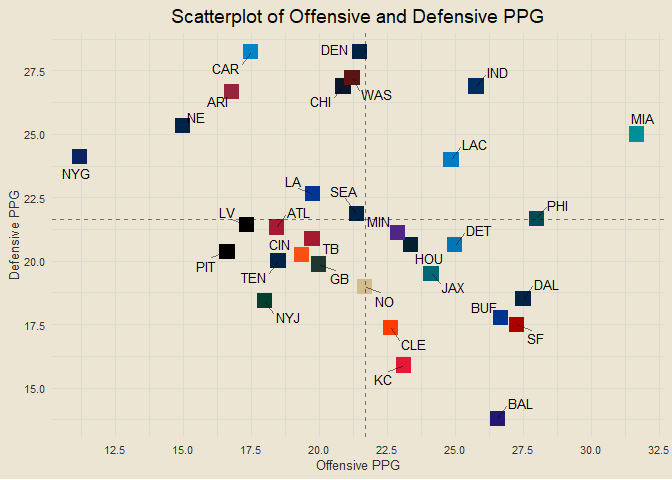 Scatterplot of Offensive and Defensive PPG
DEN
CAR
27.5
IND
WAS
ARI
CHI
NE
MIA
25.0
LAC
NYG
LA
22.5
SEA
PHI
LV
ATL
MIN
DET
CIN
TB
HOU
PIT
20.0
TEN
GB
JAX
DAL
NO
BUF
NYJ
SF
17.5
CLE
KC
BAL
15.0
Defensive PPG
12.5 15.0 17.5 20.0 22.5 25.0 27.5 30.0 32.5
Offensive PPG